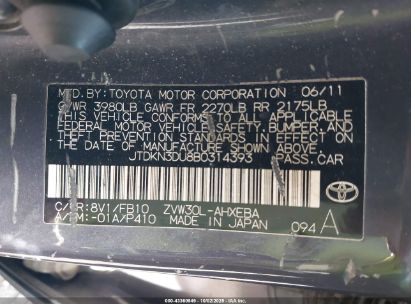 MFD. BY: TOYOTA MOTOR CORPORATION 06/11
GVWR 3980LB GAWR FR 2270LB RR 2175LB
THIS VEHICLE CONFORMS TO ALL APPLICABLE
FEDERAL MOTOR VEHICLE SAFETY, BUMPER, AND
THEFT PREVENTION STANDARDS IN EFFECT ON
THE DATE OF MANUFACTURE SHOWN ABOVE.
JTDKN3DU8B0314393 PASS.CAR
C/TR:8V1/FB10 ZVW30L-AHXEBA
A/TM:-01A/P410 MADE IN JAPAN 094 A
TOYOTA